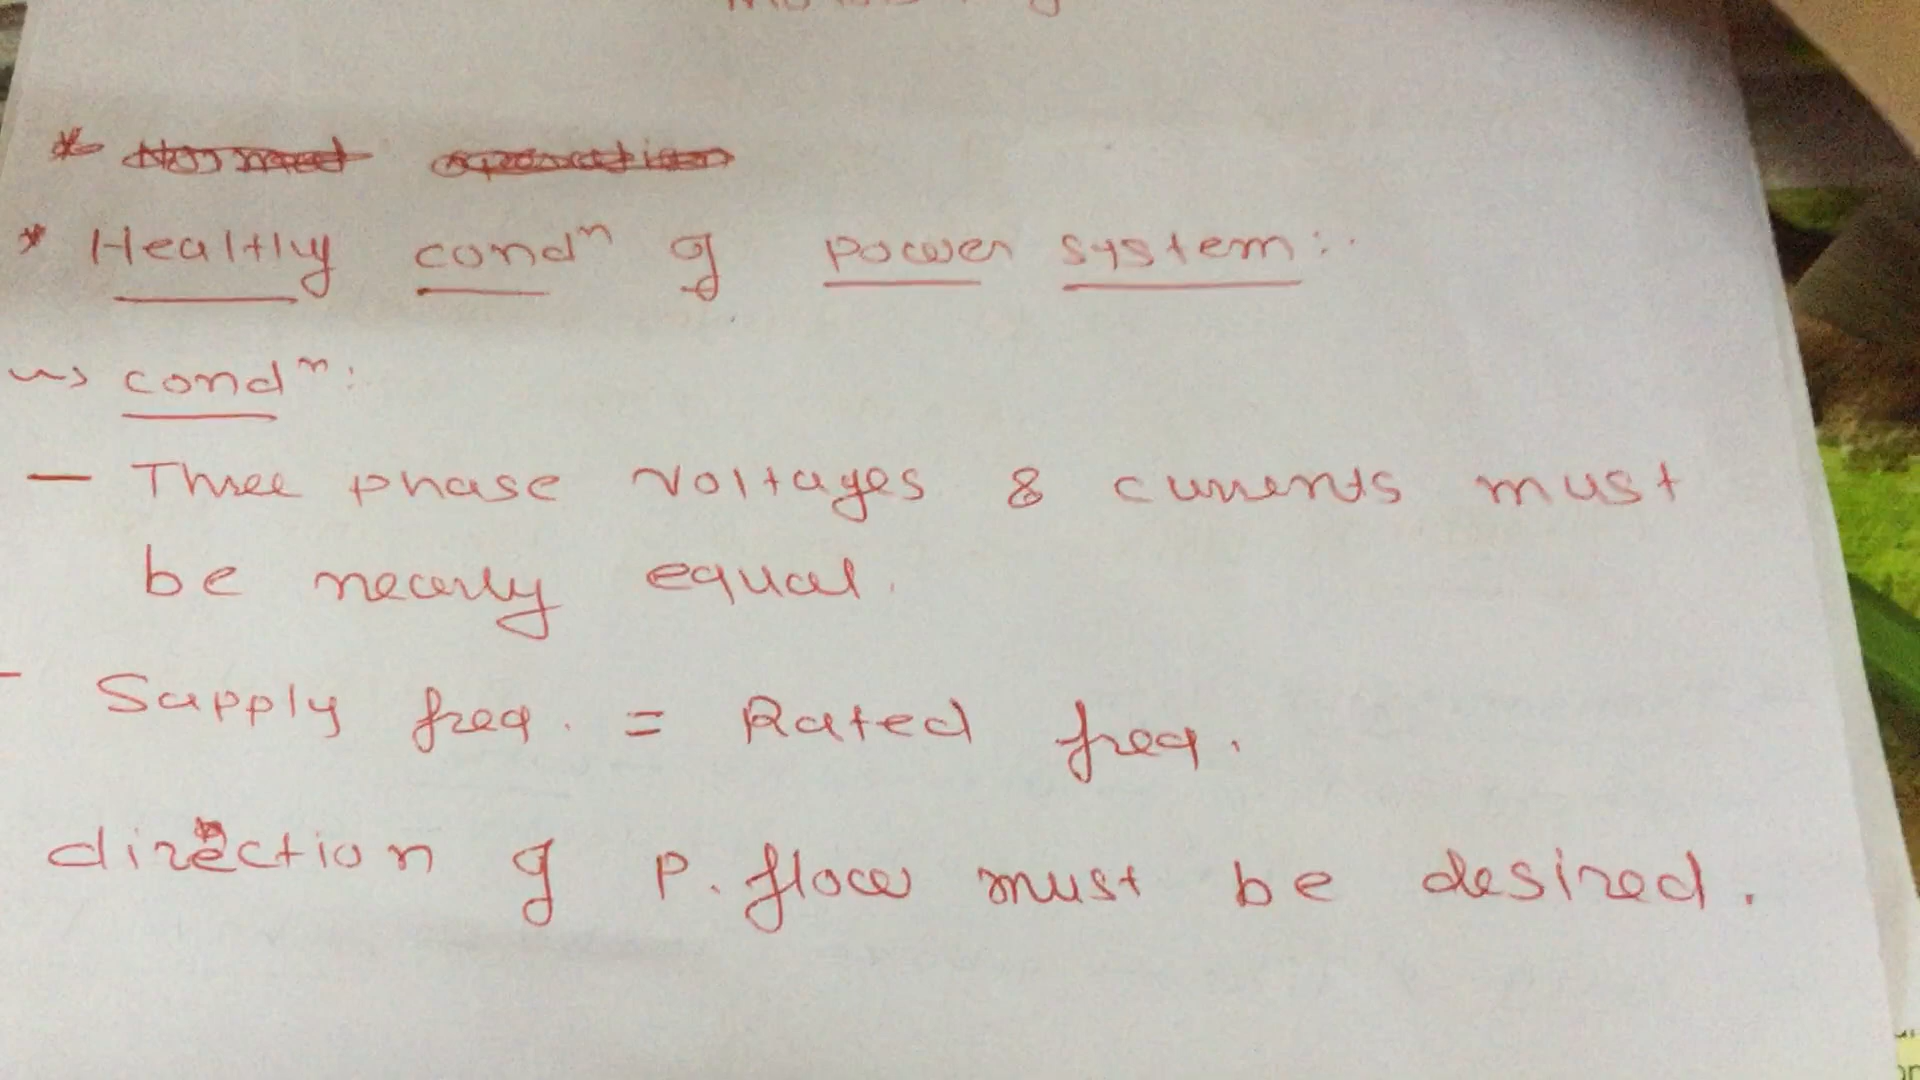 * Healtly condⁿ of power system:
condⁿ:
— Three phase voltages & currents must
be nearly equal.
- Supply freq. = Rated freq.
direction of P. flow must be desired.